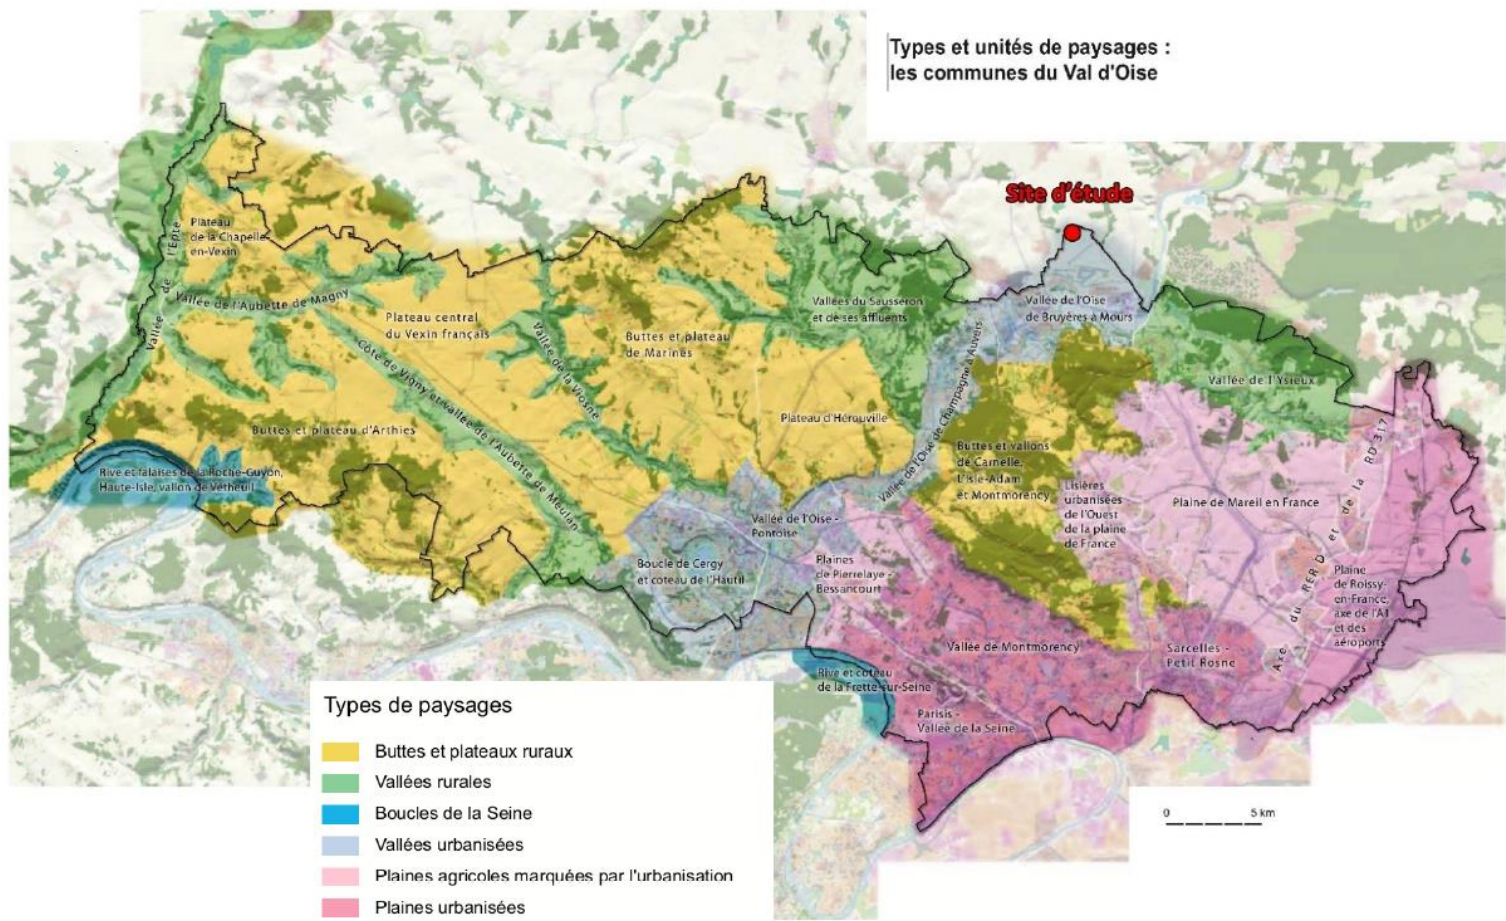 Types et unités de paysages :
les communes du Val d'Oise
Site d'étude
Plateau
de la Chapelle
en-Vexin
Vallée de l'Epte
Vallée de l'Aubette de Magny
Plateau central
du Vexin français
Côte de Vigny et vallée de l'Aubette de Meulan
Vallée de la Viosne
Buttes et plateau
de Marines
Vallées du Sausseron
et de ses affluents
Vallée de l'Oise
de Bruyères à Mours
Vallée de l'Oise de Champagne à Auvers
Vallée de l'Ysieux
Plateau d'Hérouville
Buttes et plateau d'Arthies
Rive et falaises de la Roche-Guyon,
Haute-Isle, vallon de Vétheuil
Buttes et vallons
de Carnelle,
L'Isle-Adam
et Montmorency
Lisières
urbanisées
de l'Ouest
de la plaine
de France
Plaine de Mareil en France
Axe du RER D et de la RD 317
Plaine
de Roissy-
en-France,
axe de l'A1
et des
aéroports
Vallée de l'Oise -
Pontoise
Boucle de Cergy
et coteau de l'Hautil
Plaines
de Pierrelaye -
Bessancourt
Vallée de Montmorency
Sarcelles -
Petit Rosne
Rive et coteau
de la Frette-sur-Seine
Parisis -
Vallée de la Seine
Types de paysages
Buttes et plateaux ruraux
Vallées rurales
Boucles de la Seine
Vallées urbanisées
Plaines agricoles marquées par l'urbanisation
Plaines urbanisées
0 5 km